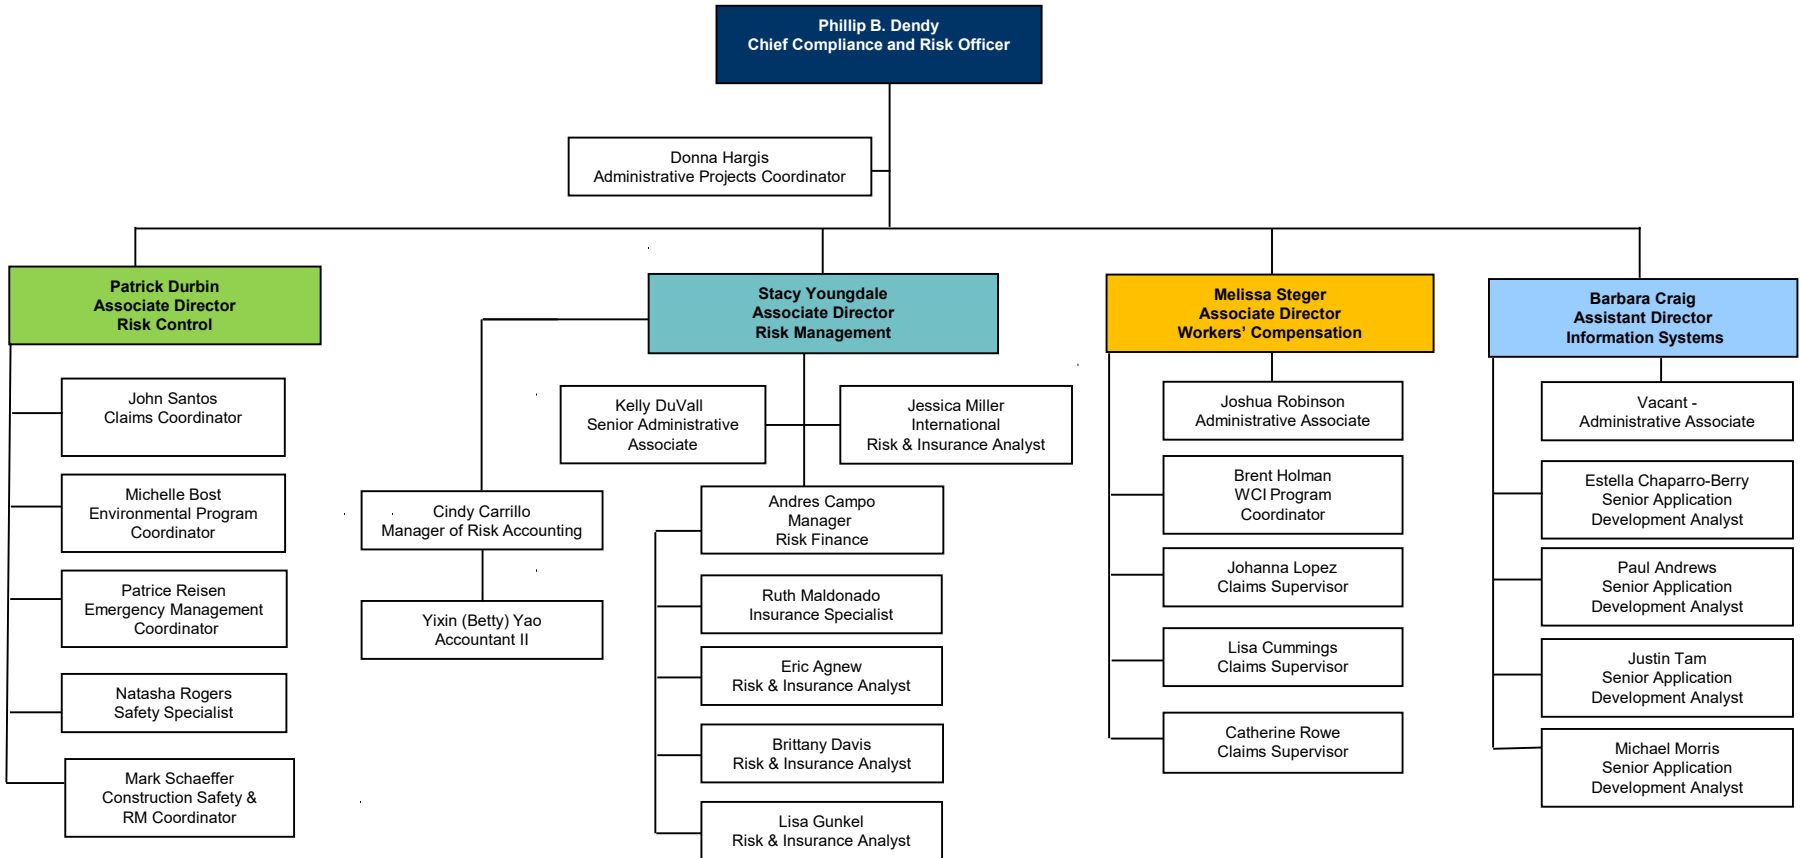 Phillip B. Dendy
Chief Compliance and Risk Officer
Donna Hargis
Administrative Projects Coordinator
Patrick Durbin
Associate Director
Risk Control
John Santos
Claims Coordinator
Michelle Bost
Environmental Program
Coordinator
Patrice Reisen
Emergency Management
Coordinator
Natasha Rogers
Safety Specialist
Mark Schaeffer
Construction Safety &
RM Coordinator
Stacy Youngdale
Associate Director
Risk Management
Kelly DuVall
Senior Administrative
Associate
Jessica Miller
International
Risk & Insurance Analyst
Cindy Carrillo
Manager of Risk Accounting
Yixin (Betty) Yao
Accountant II
Andres Campo
Manager
Risk Finance
Ruth Maldonado
Insurance Specialist
Eric Agnew
Risk & Insurance Analyst
Brittany Davis
Risk & Insurance Analyst
Lisa Gunkel
Risk & Insurance Analyst
Melissa Steger
Associate Director
Workers’ Compensation
Joshua Robinson
Administrative Associate
Brent Holman
WCI Program
Coordinator
Johanna Lopez
Claims Supervisor
Lisa Cummings
Claims Supervisor
Catherine Rowe
Claims Supervisor
Barbara Craig
Assistant Director
Information Systems
Vacant -
Administrative Associate
Estella Chaparro-Berry
Senior Application
Development Analyst
Paul Andrews
Senior Application
Development Analyst
Justin Tam
Senior Application
Development Analyst
Michael Morris
Senior Application
Development Analyst